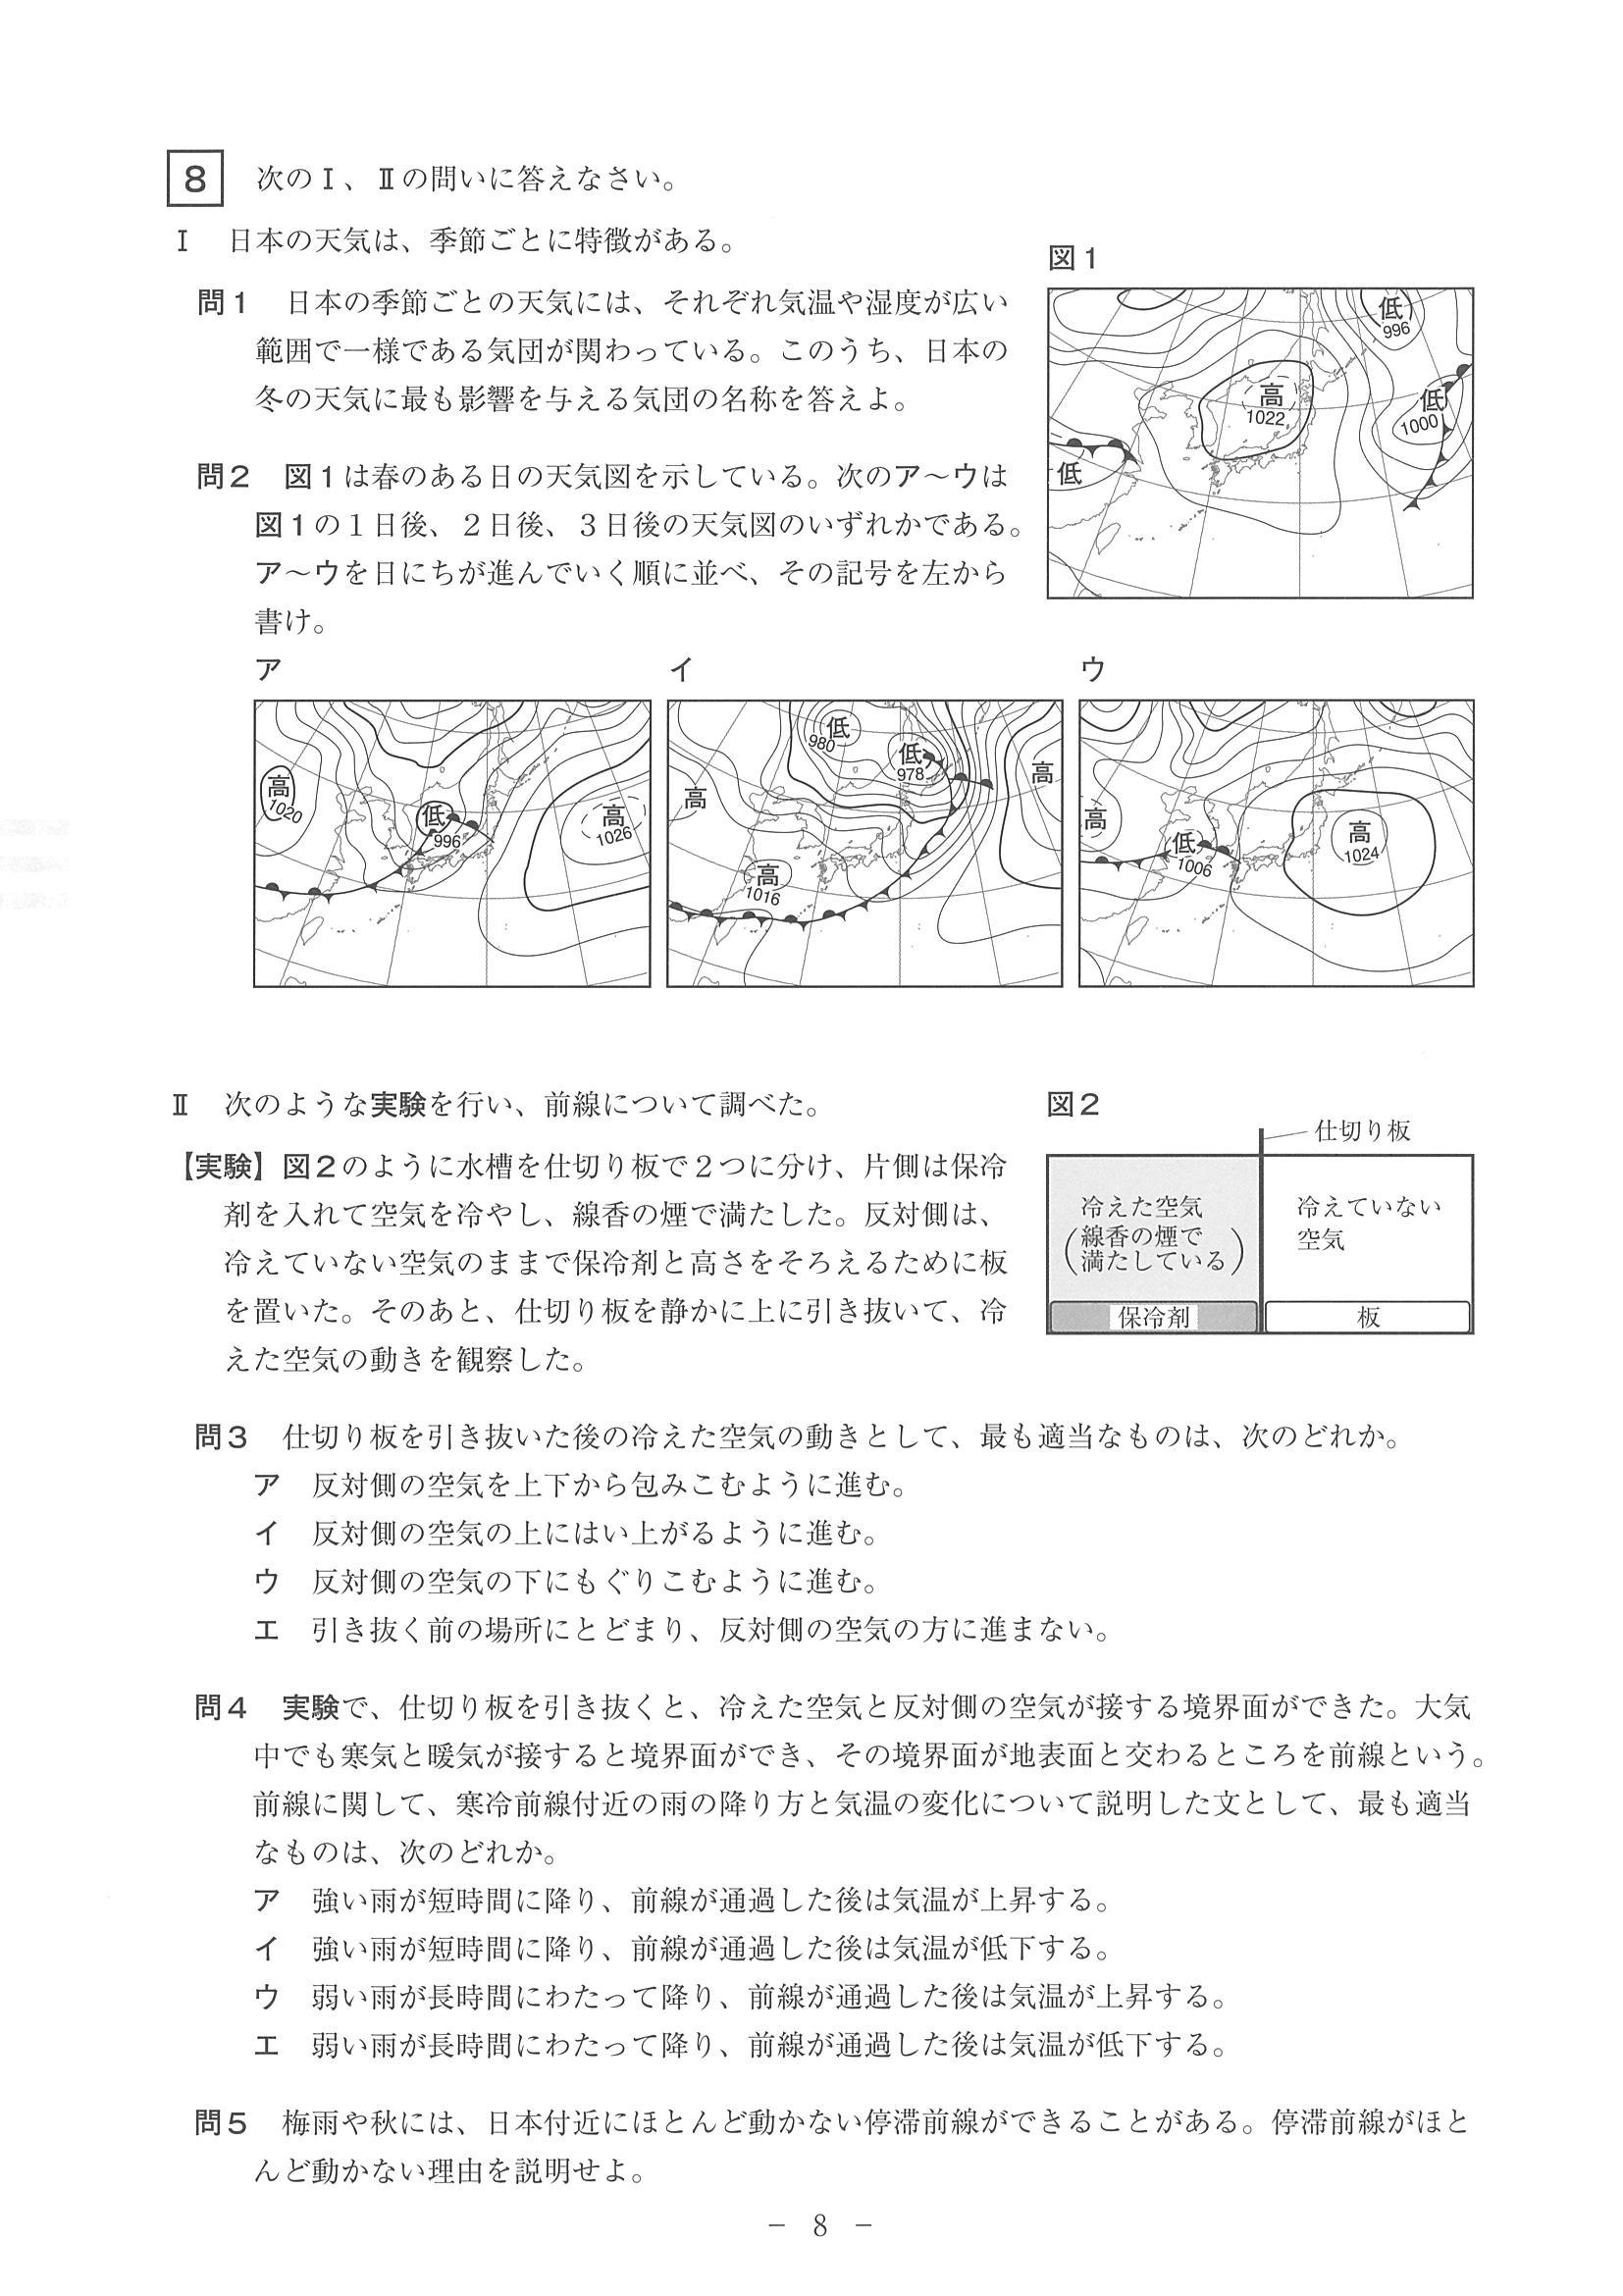 8 次のⅠ、Ⅱの問いに答えなさい。
Ⅰ 日本の天気は、季節ごとに特徴がある。
問1 日本の季節ごとの天気には、それぞれ気温や湿度が広い
範囲で一様である気団が関わっている。このうち、日本の
冬の天気に最も影響を与える気団の名称を答えよ。
問2 図1は春のある日の天気図を示している。次のア～ウは
図1の1日後、2日後、3日後の天気図のいずれかである。
ア～ウを日にちが進んでいく順に並べ、その記号を左から
書け。
図1
低
996
高
1022
低
1000
低
ア
高
1020
低
996
高
1026
イ
低
980
低
978
高
高
高
1016
ウ
高
低
1006
高
1024
Ⅱ 次のような実験を行い、前線について調べた。
【実験】図2のように水槽を仕切り板で2つに分け、片側は保冷
剤を入れて空気を冷やし、線香の煙で満たした。反対側は、
冷えていない空気のままで保冷剤と高さをそろえるために板
を置いた。そのあと、仕切り板を静かに上に引き抜いて、冷
えた空気の動きを観察した。
図2
仕切り板
冷えた空気
(線香の煙で
満たしている)
冷えていない
空気
保冷剤
板
問3 仕切り板を引き抜いた後の冷えた空気の動きとして、最も適当なものは、次のどれか。
ア 反対側の空気を上下から包みこむように進む。
イ 反対側の空気の上にはい上がるように進む。
ウ 反対側の空気の下にもぐりこむように進む。
エ 引き抜く前の場所にとどまり、反対側の空気の方に進まない。
問4 実験で、仕切り板を引き抜くと、冷えた空気と反対側の空気が接する境界面ができた。大気
中でも寒気と暖気が接すると境界面ができ、その境界面が地表面と交わるところを前線という。
前線に関して、寒冷前線付近の雨の降り方と気温の変化について説明した文として、最も適当
なものは、次のどれか。
ア 強い雨が短時間に降り、前線が通過した後は気温が上昇する。
イ 強い雨が短時間に降り、前線が通過した後は気温が低下する。
ウ 弱い雨が長時間にわたって降り、前線が通過した後は気温が上昇する。
エ 弱い雨が長時間にわたって降り、前線が通過した後は気温が低下する。
問5 梅雨や秋には、日本付近にほとんど動かない停滞前線ができることがある。停滞前線がほと
んど動かない理由を説明せよ。
－ 8 －